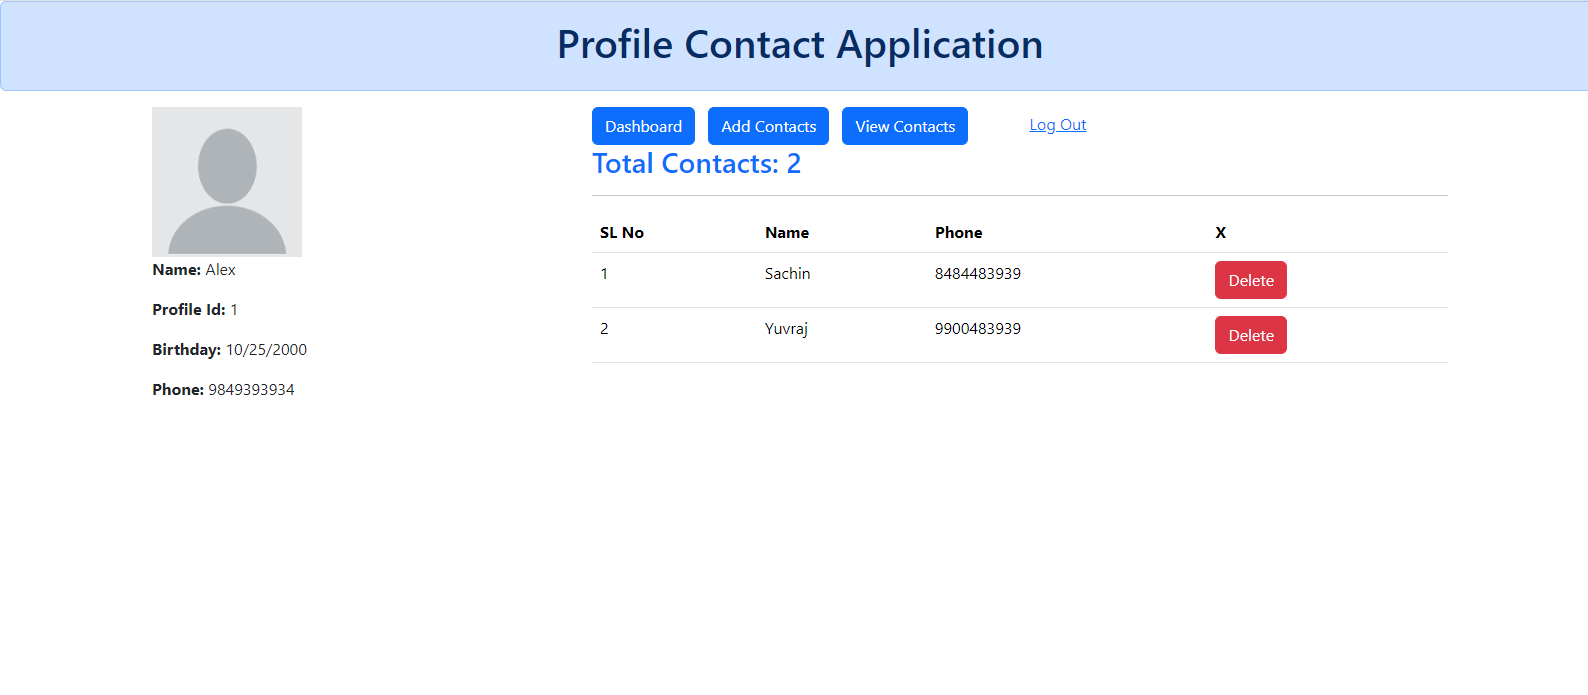 Profile Contact Application
Name: Alex
Profile Id: 1
Birthday: 10/25/2000
Phone: 9849393934
Dashboard Add Contacts View Contacts Log Out
Total Contacts: 2
SL No Name Phone X
1 Sachin 8484483939 Delete
2 Yuvraj 9900483939 Delete